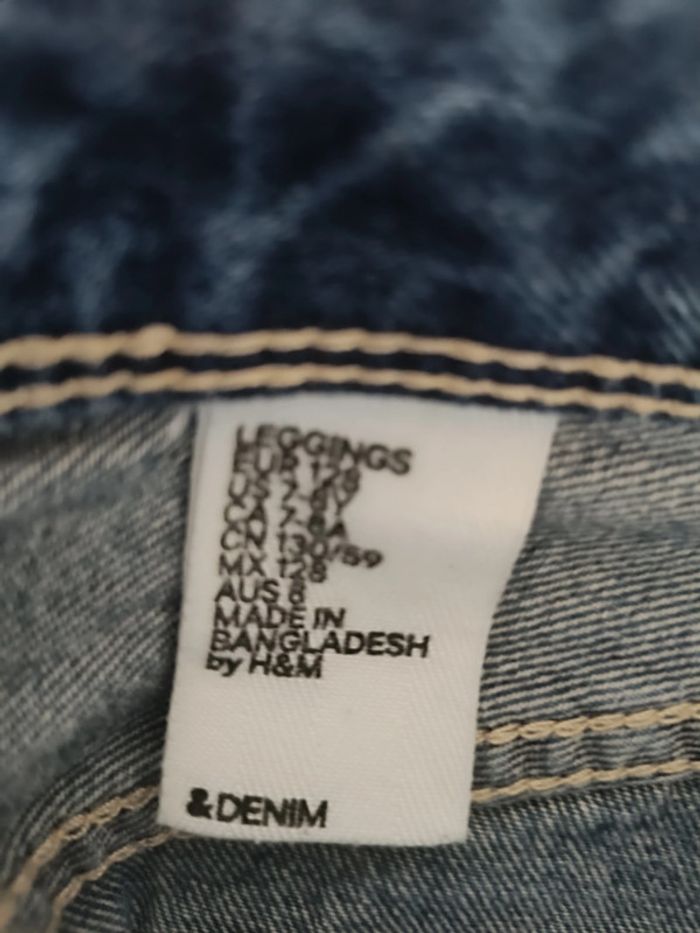 LEGGINGS
EUR 128
US 7-8Y
CA 7-8Y
CN 130/59
MX 128
AUS 8
MADE IN
BANGLADESH
by H&M
&DENIM